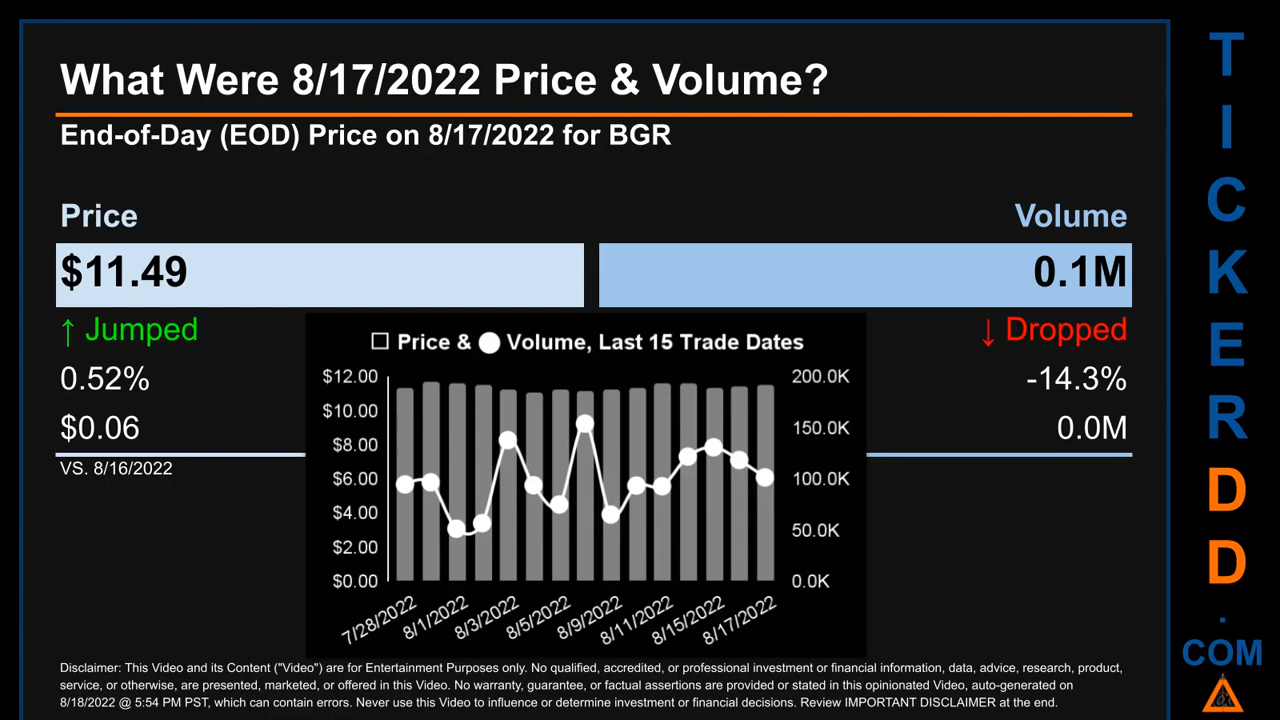 What Were 8/17/2022 Price & Volume?
End-of-Day (EOD) Price on 8/17/2022 for BGR
Price
Volume
$11.49
0.1M
↑ Jumped
↓ Dropped
0.52%
-14.3%
$0.06
0.0M
VS. 8/16/2022
Price & Volume, Last 15 Trade Dates
$12.00
$10.00
$8.00
$6.00
$4.00
$2.00
$0.00
200.0K
150.0K
100.0K
50.0K
0.0K
7/28/2022
8/1/2022
8/3/2022
8/5/2022
8/9/2022
8/11/2022
8/15/2022
8/17/2022
Disclaimer: This Video and its Content ("Video") are for Entertainment Purposes only. No qualified, accredited, or professional investment or financial information, data, advice, research, product,
service, or otherwise, are presented, marketed, or offered in this Video. No warranty, guarantee, or factual assertions are provided or stated in this opinionated Video, auto-generated on
8/18/2022 @ 5:54 PM PST, which can contain errors. Never use this Video to influence or determine investment or financial decisions. Review IMPORTANT DISCLAIMER at the end.
T
I
C
K
E
R
D
D
.
COM